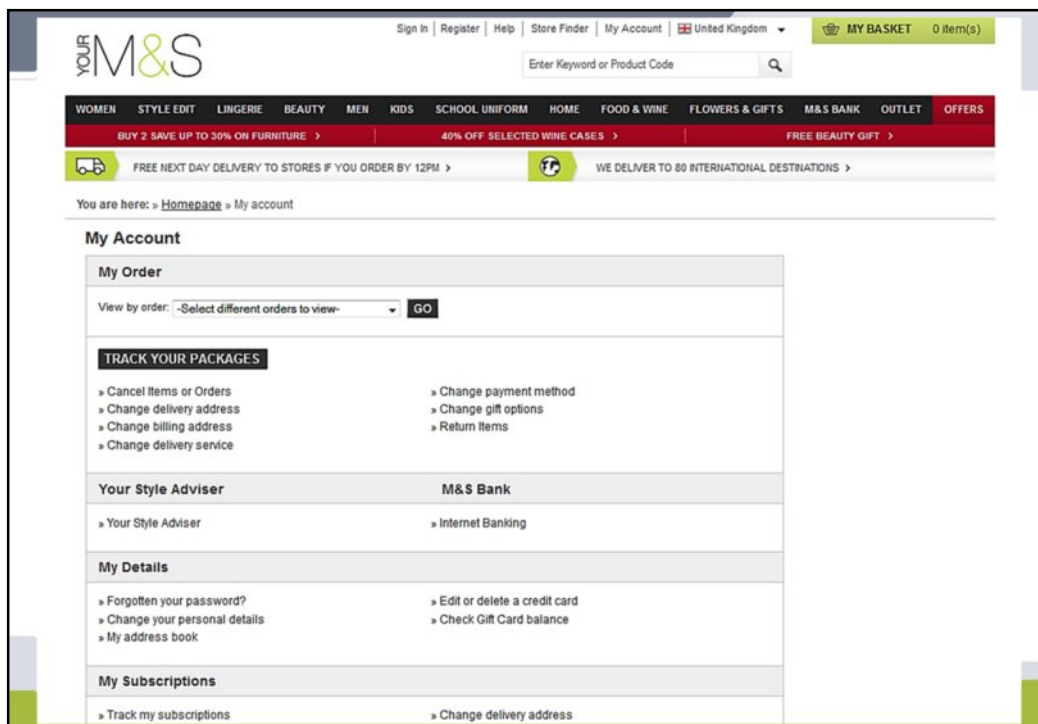 Sign In | Register | Help | Store Finder | My Account | United Kingdom MY BASKET 0 item(s)
YOUR M&S
Enter Keyword or Product Code
WOMEN STYLE EDIT LINGERIE BEAUTY MEN KIDS SCHOOL UNIFORM HOME FOOD & WINE FLOWERS & GIFTS M&S BANK OUTLET OFFERS
BUY 2 SAVE UP TO 30% ON FURNITURE > | 40% OFF SELECTED WINE CASES > | FREE BEAUTY GIFT >
FREE NEXT DAY DELIVERY TO STORES IF YOU ORDER BY 12PM > WE DELIVER TO 80 INTERNATIONAL DESTINATIONS >
You are here: » Homepage » My account
My Account
My Order
View by order: -Select different orders to view- GO
TRACK YOUR PACKAGES
» Cancel Items or Orders » Change payment method
» Change delivery address » Change gift options
» Change billing address » Return Items
» Change delivery service
Your Style Adviser M&S Bank
» Your Style Adviser » Internet Banking
My Details
» Forgotten your password? » Edit or delete a credit card
» Change your personal details » Check Gift Card balance
» My address book
My Subscriptions
» Track my subscriptions » Change delivery address